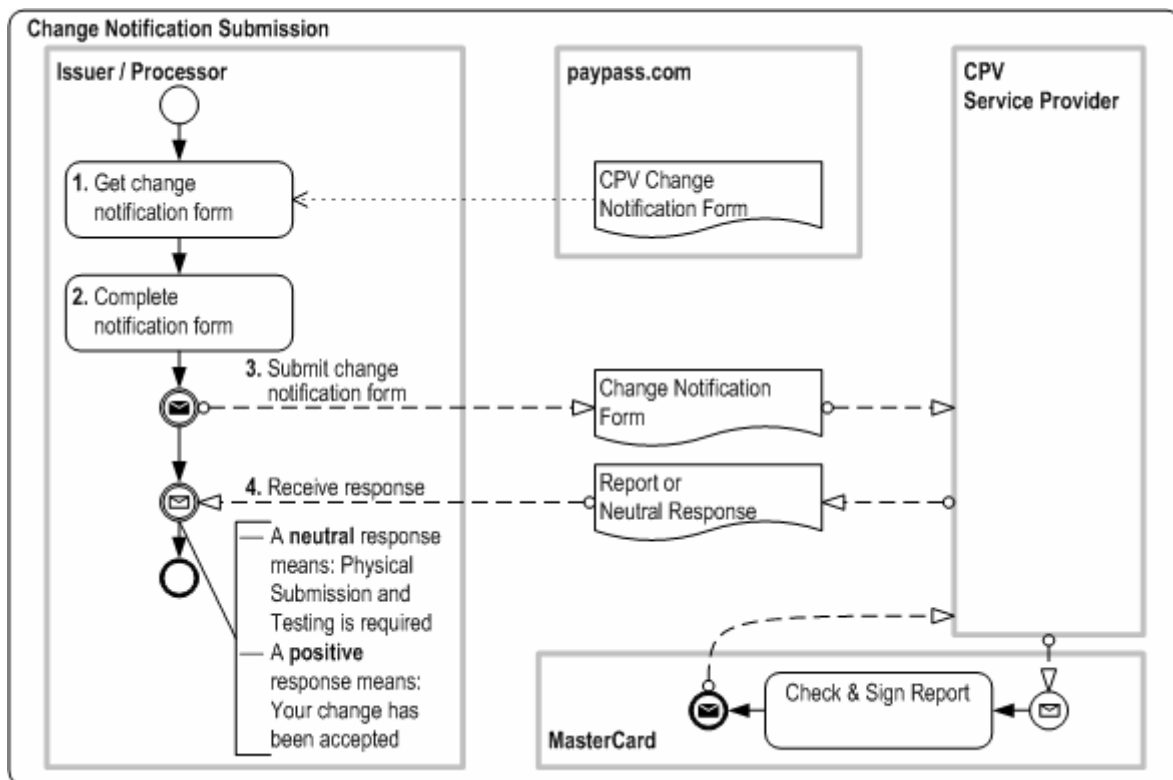 Change Notification Submission
Issuer / Processor
paypass.com
CPV
Service Provider
1. Get change
notification form
CPV Change
Notification Form
2. Complete
notification form
3. Submit change
notification form
Change Notification
Form
4. Receive response
Report or
Neutral Response
— A neutral response
means: Physical
Submission and
Testing is required
— A positive
response means:
Your change has
been accepted
Check & Sign Report
MasterCard